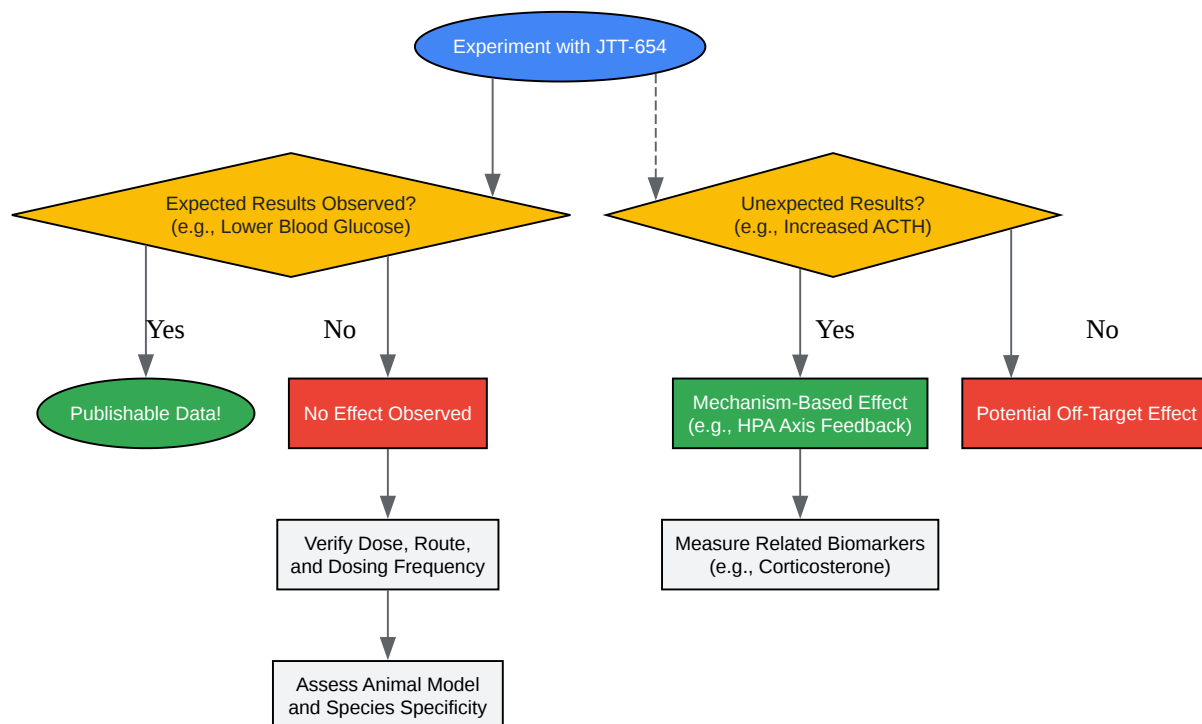 Experiment with JTT-654
Expected Results Observed?
(e.g., Lower Blood Glucose)
Unexpected Results?
(e.g., Increased ACTH)
Yes
No
Yes
No
Publishable Data!
No Effect Observed
Mechanism-Based Effect
(e.g., HPA Axis Feedback)
Potential Off-Target Effect
Verify Dose, Route,
and Dosing Frequency
Measure Related Biomarkers
(e.g., Corticosterone)
Assess Animal Model
and Species Specificity